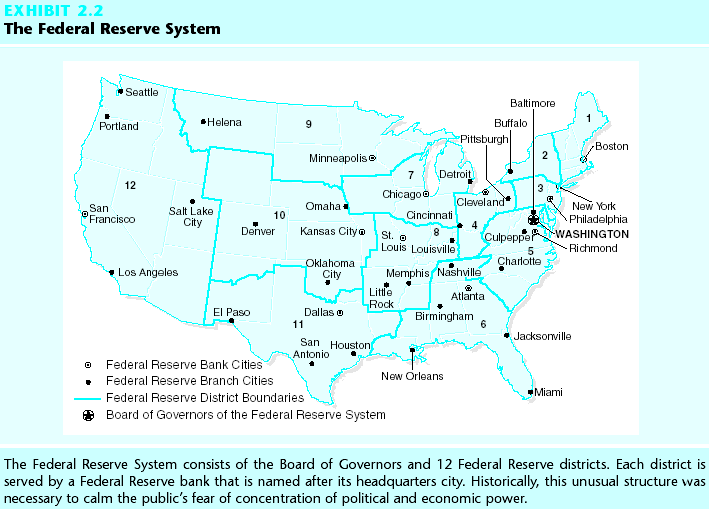 EXHIBIT 2.2
The Federal Reserve System
Seattle
Portland
Helena
9
1
Baltimore
Buffalo
Pittsburgh
Boston
Minneapolis
2
7
Detroit
3
12
Chicago
Cleveland
New York
Philadelphia
WASHINGTON
Richmond
San
Francisco
Salt Lake
City
Omaha
10
Denver
Kansas City
Cincinnati
4
8
St.
Louis
Louisville
Culpepper
5
Charlotte
Los Angeles
Oklahoma
City
Memphis
Nashville
Little
Rock
Atlanta
Birmingham
El Paso
Dallas
11
6
San
Antonio
Houston
Jacksonville
New Orleans
Miami
Federal Reserve Bank Cities
Federal Reserve Branch Cities
Federal Reserve District Boundaries
Board of Governors of the Federal Reserve System
The Federal Reserve System consists of the Board of Governors and 12 Federal Reserve districts. Each district is
served by a Federal Reserve bank that is named after its headquarters city. Historically, this unusual structure was
necessary to calm the public's fear of concentration of political and economic power.